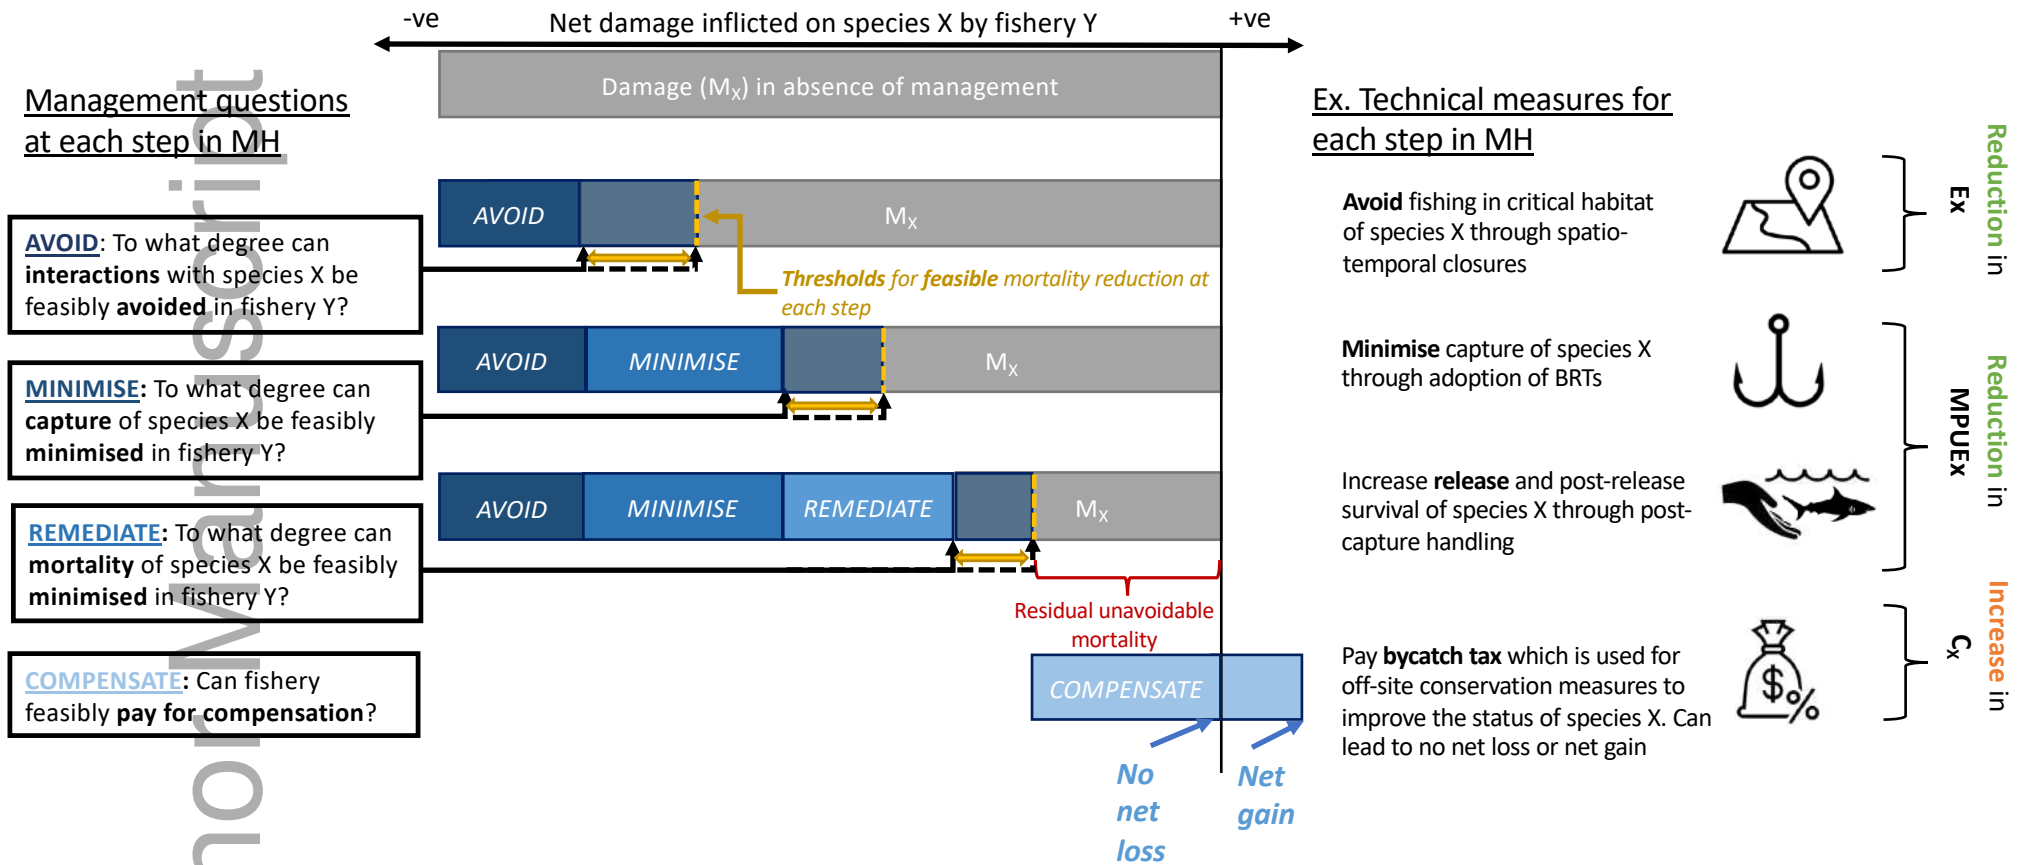 -ve
Net damage inflicted on species X by fishery Y
+ve
Damage (MX) in absence of management
Management questions
at each step in MH
AVOID: To what degree can
interactions with species X be
feasibly avoided in fishery Y?
MINIMISE: To what degree can
capture of species X be feasibly
minimised in fishery Y?
REMEDIATE: To what degree can
mortality of species X be feasibly
minimised in fishery Y?
COMPENSATE: Can fishery
feasibly pay for compensation?
AVOID
MX
Thresholds for feasible mortality reduction at
each step
AVOID
MINIMISE
MX
AVOID
MINIMISE
REMEDIATE
MX
Residual unavoidable
mortality
COMPENSATE
No
net
loss
Net
gain
Ex. Technical measures for
each step in MH
Avoid fishing in critical habitat
of species X through spatio-
temporal closures
Minimise capture of species X
through adoption of BRTs
Increase release and post-release
survival of species X through post-
capture handling
Pay bycatch tax which is used for
off-site conservation measures to
improve the status of species X. Can
lead to no net loss or net gain
$%
Reduction in
Ex
Reduction in
MPUEx
Increase in
Cx
nor Manuscript